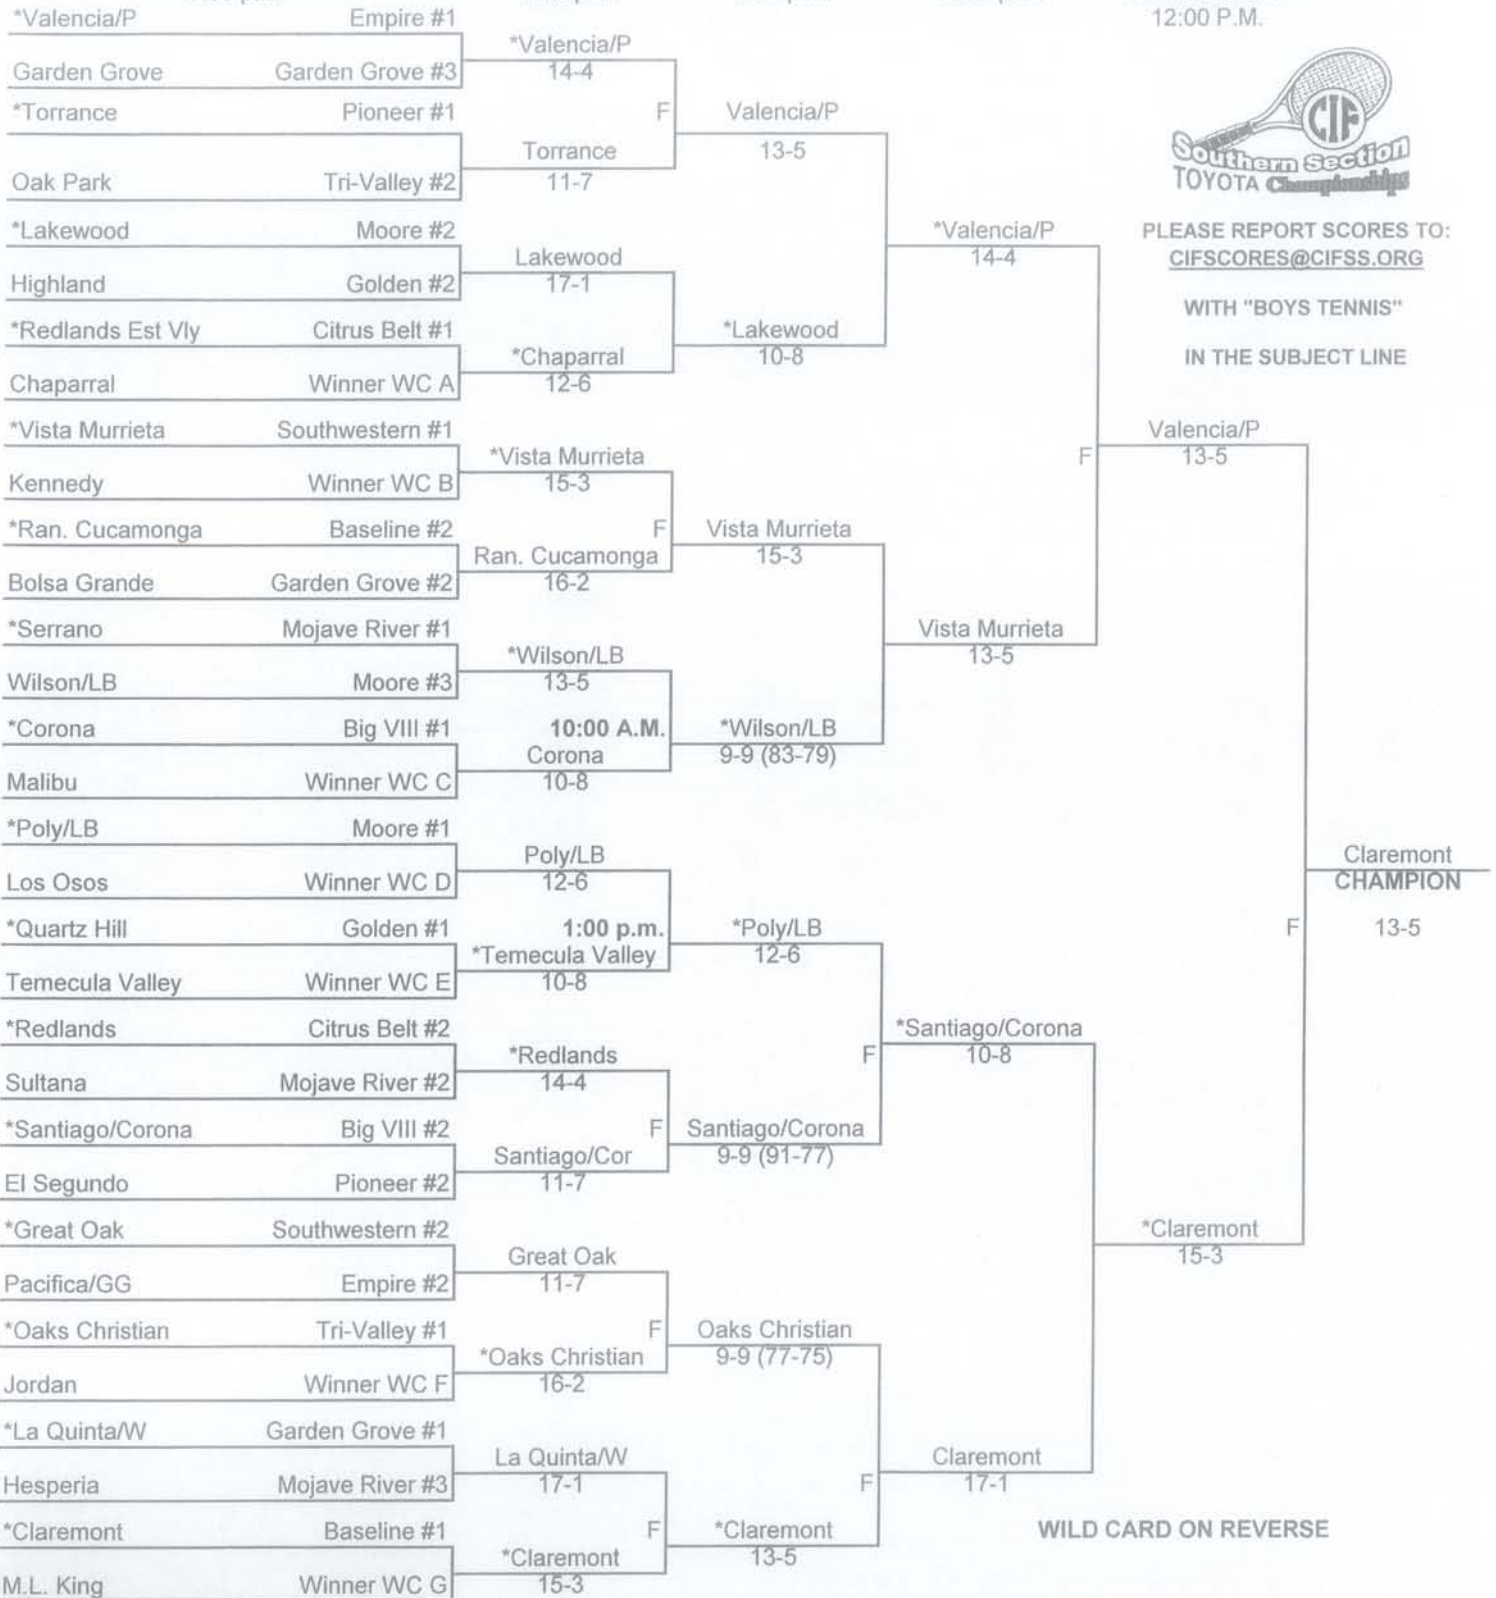 12:00 P.M.
*Valencia/P Empire #1
Garden Grove Garden Grove #3
*Torrance Pioneer #1
Oak Park Tri-Valley #2
*Lakewood Moore #2
Highland Golden #2
*Redlands Est Vly Citrus Belt #1
Chaparral Winner WC A
*Vista Murrieta Southwestern #1
Kennedy Winner WC B
*Ran. Cucamonga Baseline #2
Bolsa Grande Garden Grove #2
*Serrano Mojave River #1
Wilson/LB Moore #3
*Corona Big VIII #1
Malibu Winner WC C
*Poly/LB Moore #1
Los Osos Winner WC D
*Quartz Hill Golden #1
Temecula Valley Winner WC E
*Redlands Citrus Belt #2
Sultana Mojave River #2
*Santiago/Corona Big VIII #2
El Segundo Pioneer #2
*Great Oak Southwestern #2
Pacifica/GG Empire #2
*Oaks Christian Tri-Valley #1
Jordan Winner WC F
*La Quinta/W Garden Grove #1
Hesperia Mojave River #3
*Claremont Baseline #1
M.L. King Winner WC G
*Valencia/P
14-4
F
Torrance
11-7
Lakewood
17-1
*Chaparral
12-6
*Vista Murrieta
15-3
F
Ran. Cucamonga
16-2
*Wilson/LB
13-5
10:00 A.M.
Corona
10-8
Poly/LB
12-6
1:00 p.m.
*Temecula Valley
10-8
*Redlands
14-4
F
Santiago/Cor
11-7
Great Oak
11-7
F
*Oaks Christian
16-2
La Quinta/W
17-1
F
*Claremont
15-3
Valencia/P
13-5
*Lakewood
10-8
Vista Murrieta
15-3
*Wilson/LB
9-9 (83-79)
*Poly/LB
12-6
F
Santiago/Corona
9-9 (91-77)
Oaks Christian
9-9 (77-75)
F
*Claremont
13-5
*Valencia/P
14-4
F
Vista Murrieta
13-5
*Santiago/Corona
10-8
Claremont
17-1
Valencia/P
13-5
F
*Claremont
15-3
Claremont
CHAMPION
13-5
CIF
Southern Section
TOYOTA Championships
PLEASE REPORT SCORES TO:
CIFSCORES@CIFSS.ORG
WITH "BOYS TENNIS"
IN THE SUBJECT LINE
WILD CARD ON REVERSE